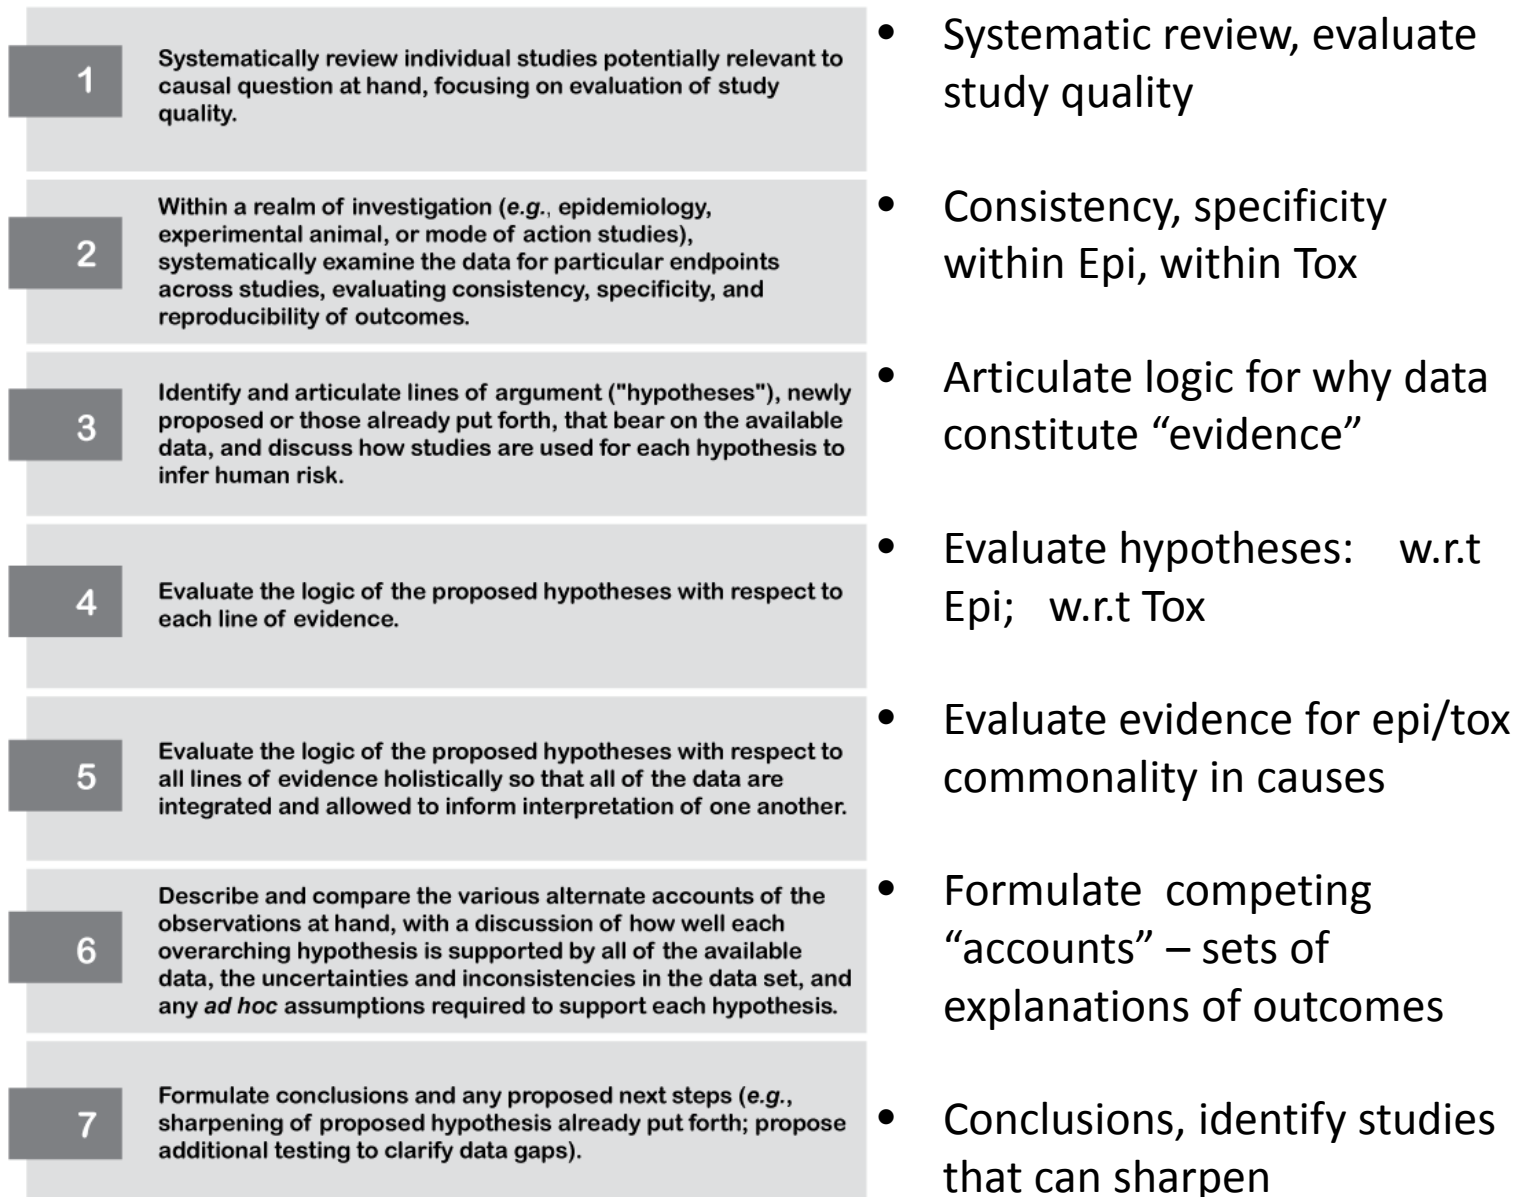 1
Systematically review individual studies potentially relevant to
causal question at hand, focusing on evaluation of study
quality.
• Systematic review, evaluate
study quality
2
Within a realm of investigation (e.g., epidemiology,
experimental animal, or mode of action studies),
systematically examine the data for particular endpoints
across studies, evaluating consistency, specificity, and
reproducibility of outcomes.
• Consistency, specificity
within Epi, within Tox
3
Identify and articulate lines of argument ("hypotheses"), newly
proposed or those already put forth, that bear on the available
data, and discuss how studies are used for each hypothesis to
infer human risk.
• Articulate logic for why data
constitute “evidence”
4
Evaluate the logic of the proposed hypotheses with respect to
each line of evidence.
• Evaluate hypotheses: w.r.t
Epi; w.r.t Tox
5
Evaluate the logic of the proposed hypotheses with respect to
all lines of evidence holistically so that all of the data are
integrated and allowed to inform interpretation of one another.
• Evaluate evidence for epi/tox
commonality in causes
6
Describe and compare the various alternate accounts of the
observations at hand, with a discussion of how well each
overarching hypothesis is supported by all of the available
data, the uncertainties and inconsistencies in the data set, and
any ad hoc assumptions required to support each hypothesis.
• Formulate competing
“accounts” – sets of
explanations of outcomes
7
Formulate conclusions and any proposed next steps (e.g.,
sharpening of proposed hypothesis already put forth; propose
additional testing to clarify data gaps).
• Conclusions, identify studies
that can sharpen